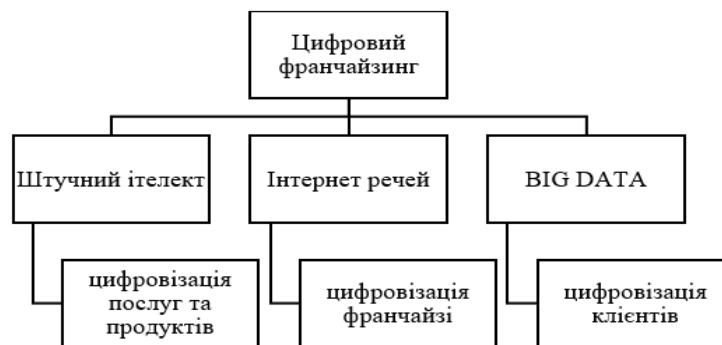 Цифровий
франчайзинг
Штучний ітелект
Інтернет речей
BIG DATA
цифровізація
послуг та
продуктів
цифровізація
франчайзі
цифровізація
клієнтів